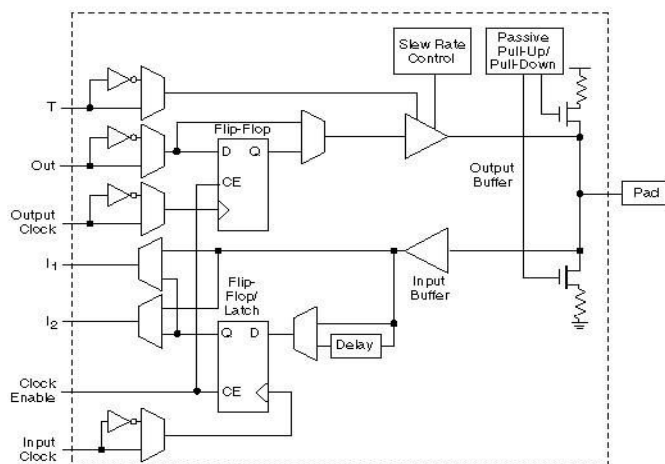 Slew Rate
Control
Passive
Pull-Up/
Pull-Down
T
Flip-Flop
Out
D
Q
CE
Output
Buffer
Pad
Output
Clock
I1
Flip-
Flop/
Latch
Input
Buffer
I2
Q
D
Delay
Clock
Enable
CE
Input
Clock